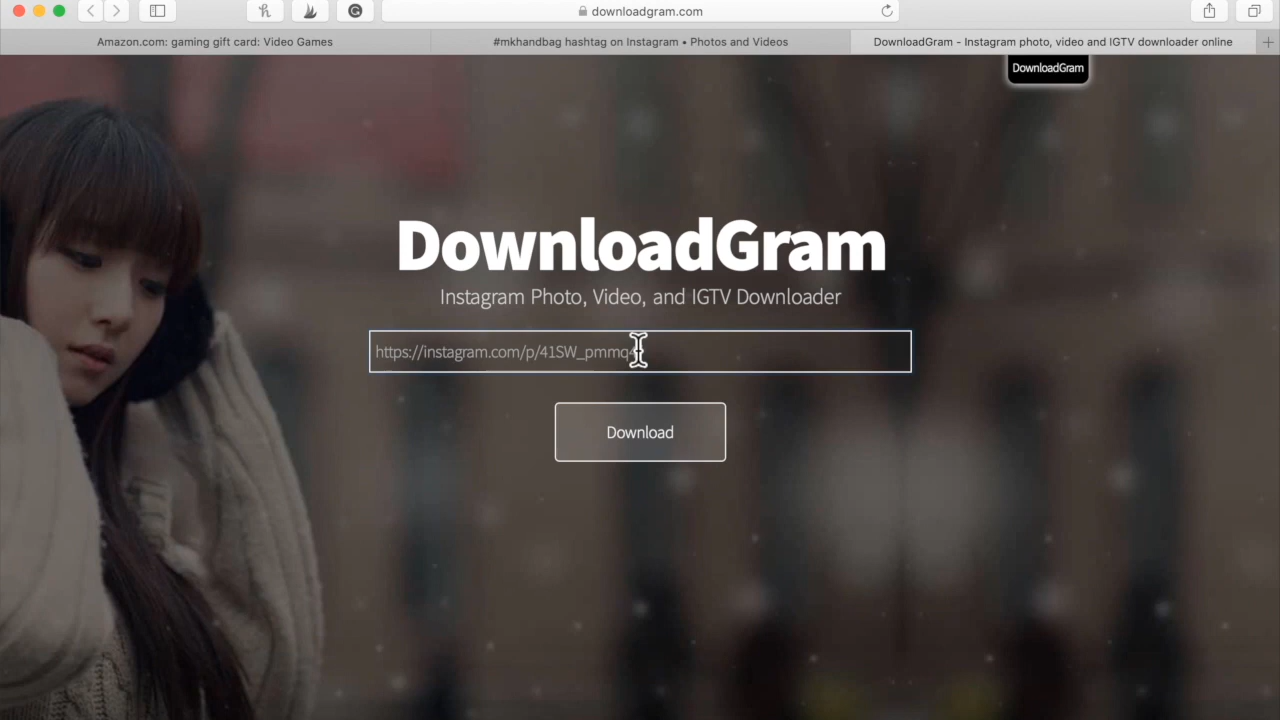 downloadgram.com
Amazon.com: gaming gift card: Video Games
#mkhandbag hashtag on Instagram • Photos and Videos
DownloadGram - Instagram photo, video and IGTV downloader online
DownloadGram
DownloadGram
Instagram Photo, Video, and IGTV Downloader
https://instagram.com/p/41SW_pmmq
Download